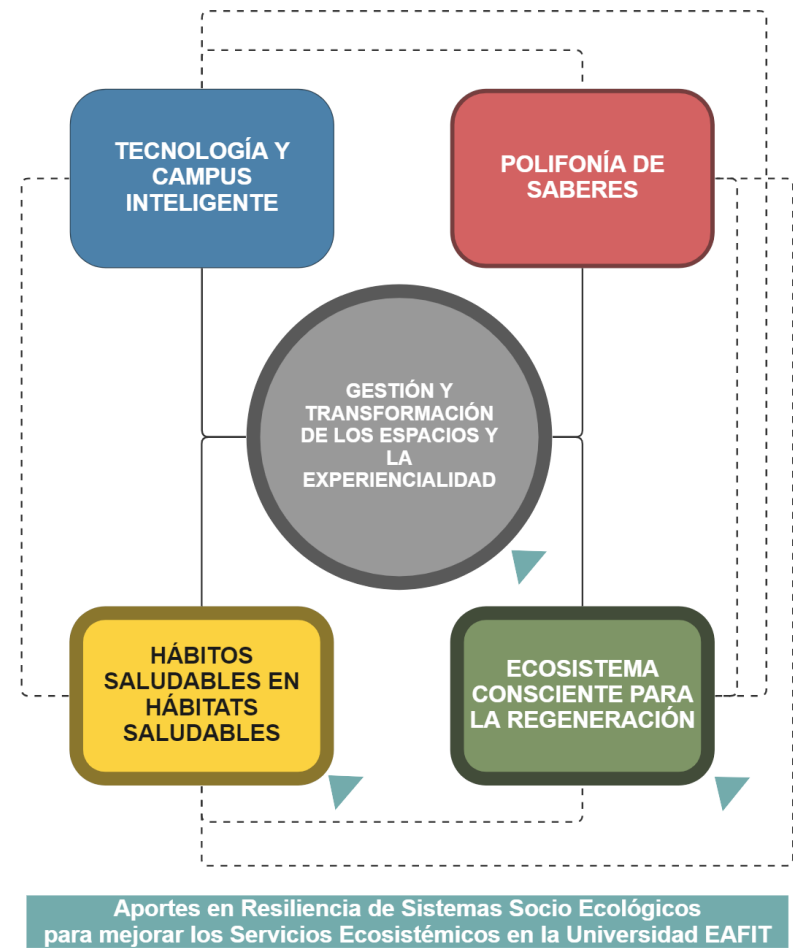 TECNOLOGÍA Y
CAMPUS
INTELIGENTE
POLIFONÍA DE
SABERES
GESTIÓN Y
TRANSFORMACIÓN
DE LOS ESPACIOS Y
LA
EXPERIENCIALIDAD
HÁBITOS
SALUDABLES EN
HÁBITATS
SALUDABLES
ECOSISTEMA
CONSCIENTE PARA
LA REGENERACIÓN
Aportes en Resiliencia de Sistemas Socio Ecológicos
para mejorar los Servicios Ecosistémicos en la Universidad EAFIT